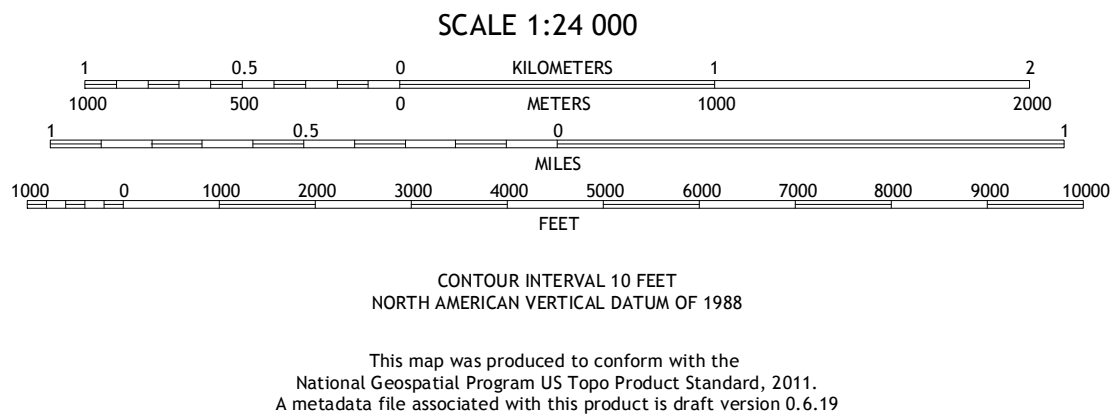 SCALE 1:24 000
1 0.5 0 KILOMETERS 1 2
1000 500 0 METERS 1000 2000
1 0.5 0 1
MILES
1000 0 1000 2000 3000 4000 5000 6000 7000 8000 9000 10000
FEET
CONTOUR INTERVAL 10 FEET
NORTH AMERICAN VERTICAL DATUM OF 1988
This map was produced to conform with the
National Geospatial Program US Topo Product Standard, 2011.
A metadata file associated with this product is draft version 0.6.19